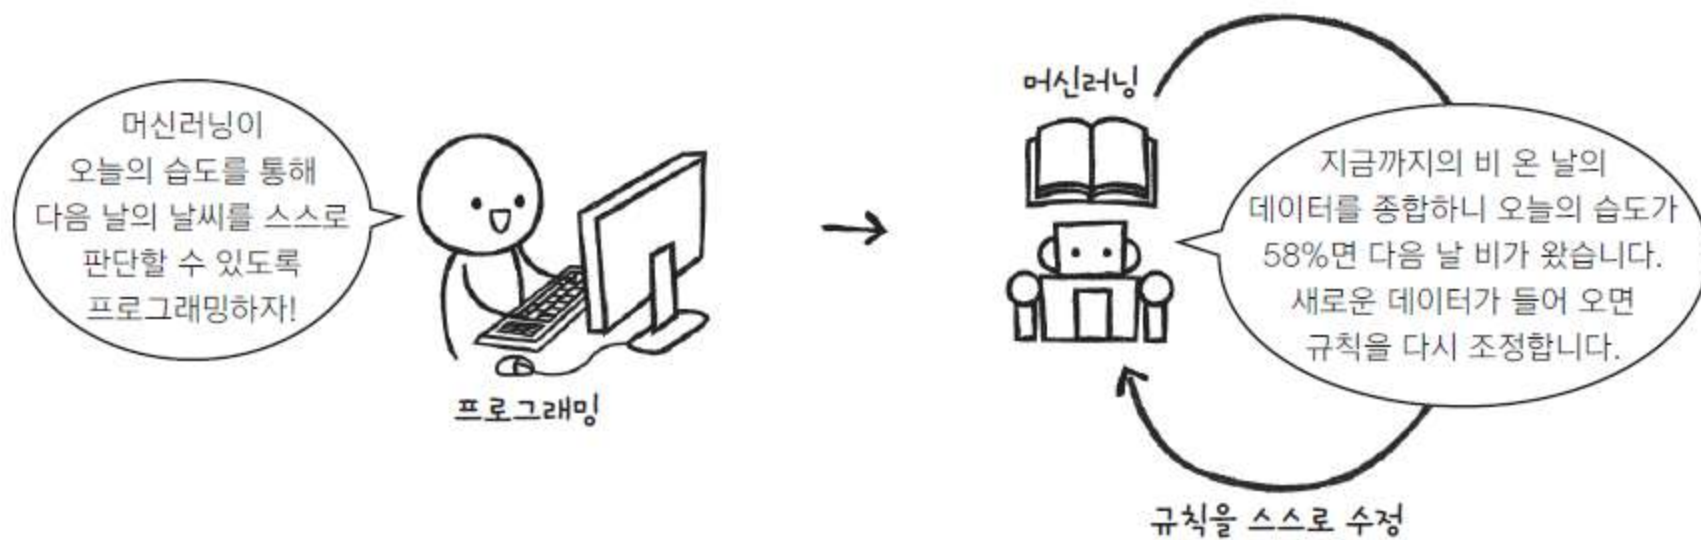 머신러닝이
오늘의 습도를 통해
다음 날의 날씨를 스스로
판단할 수 있도록
프로그래밍하자!
프로그래밍
머신러닝
지금까지의 비 온 날의
데이터를 종합하니 오늘의 습도가
58%면 다음 날 비가 왔습니다.
새로운 데이터가 들어 오면
규칙을 다시 조정합니다.
규칙을 스스로 수정